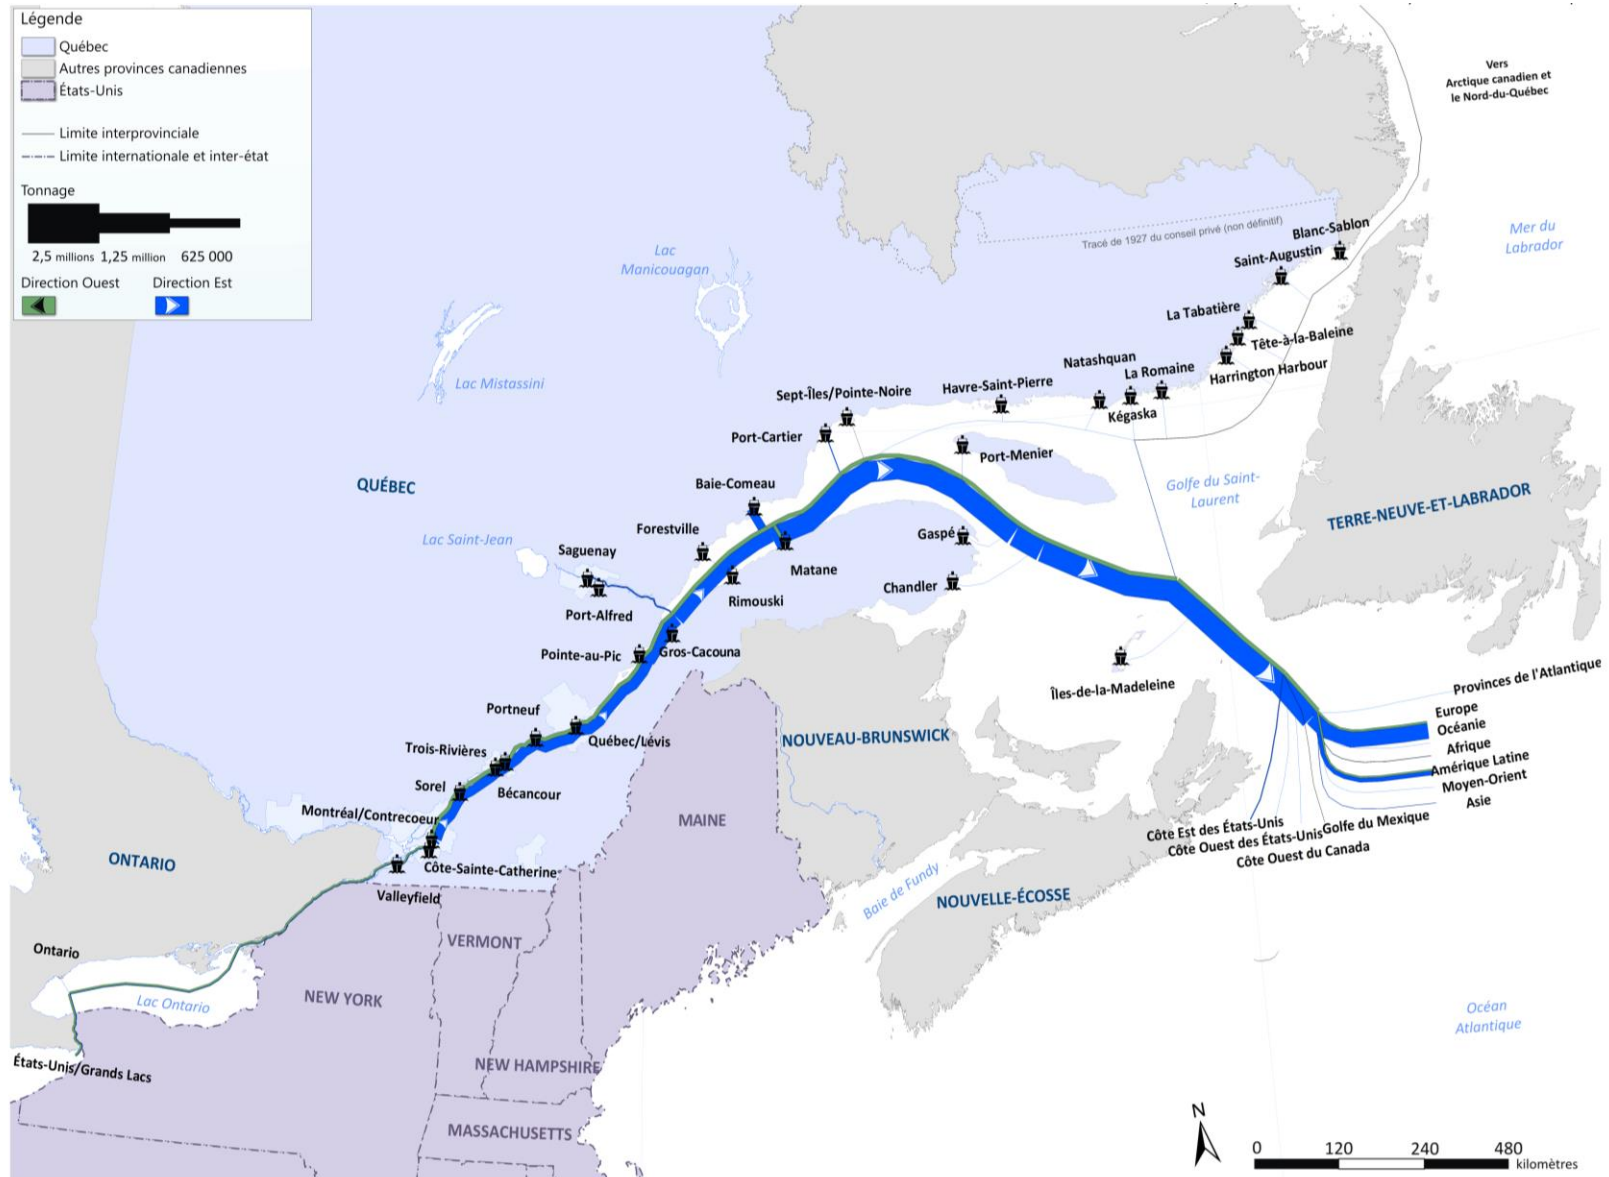 Légende
Québec
Autres provinces canadiennes
États-Unis
Limite interprovinciale
Limite internationale et inter-état
Tonnage
2,5 millions 1,25 million 625 000
Direction Ouest Direction Est
Vers
Arctique canadien et
le Nord-du-Québec
Mer du
Labrador
Tracé de 1927 du conseil privé (non définitif)
Blanc-Sablon
Saint-Augustin
La Tabatière
Tête-à-la-Baleine
Harrington Harbour
Lac
Manicouagan
Lac Mistassini
Natashquan
La Romaine
Kégaska
Havre-Saint-Pierre
Sept-Îles/Pointe-Noire
Port-Cartier
Port-Menier
Baie-Comeau
QUÉBEC
Golfe du Saint-
Laurent
TERRE-NEUVE-ET-LABRADOR
Forestville
Lac Saint-Jean
Saguenay
Port-Alfred
Matane
Rimouski
Gaspé
Chandler
Pointe-au-Pic
Gros-Cacouna
Îles-de-la-Madeleine
Portneuf
Québec/Lévis
Trois-Rivières
Bécancour
Sorel
Montréal/Contrecoeur
Côte-Sainte-Catherine
Valleyfield
NOUVEAU-BRUNSWICK
MAINE
Provinces de l'Atlantique
Europe
Océanie
Afrique
Amérique Latine
Moyen-Orient
Asie
Côte Est des États-Unis
Golfe du Mexique
Côte Ouest des États-Unis
Côte Ouest du Canada
ONTARIO
Baie de Fundy
NOUVELLE-ÉCOSSE
Ontario
VERMONT
NEW YORK
Lac Ontario
États-Unis/Grands Lacs
NEW HAMPSHIRE
MASSACHUSETTS
Océan
Atlantique
N
0 120 240 480
kilomètres